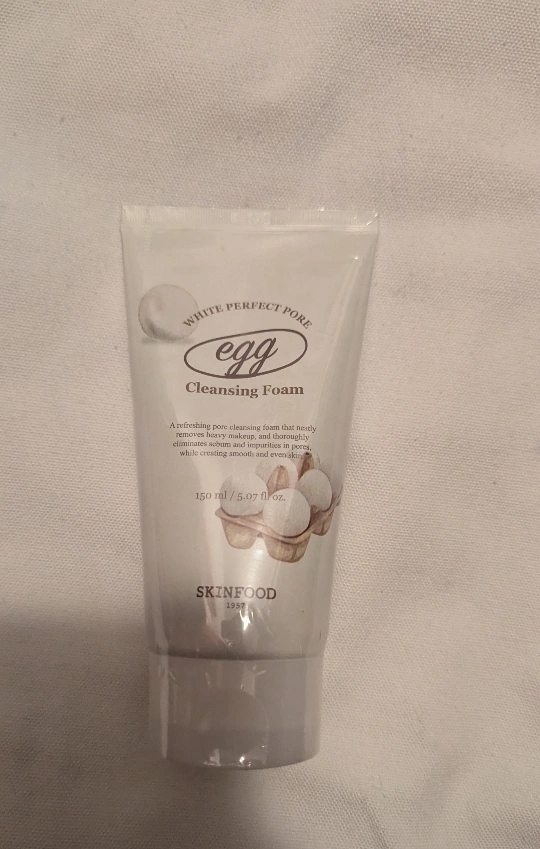 WHITE PERFECT PORE
egg
Cleansing Foam
A refreshing pore cleansing foam that neatly
removes heavy makeup, and thoroughly
eliminates sebum and impurities in pores,
while creating smooth and even skin.
150 ml / 5.07 fl oz.
SKINFOOD
1957